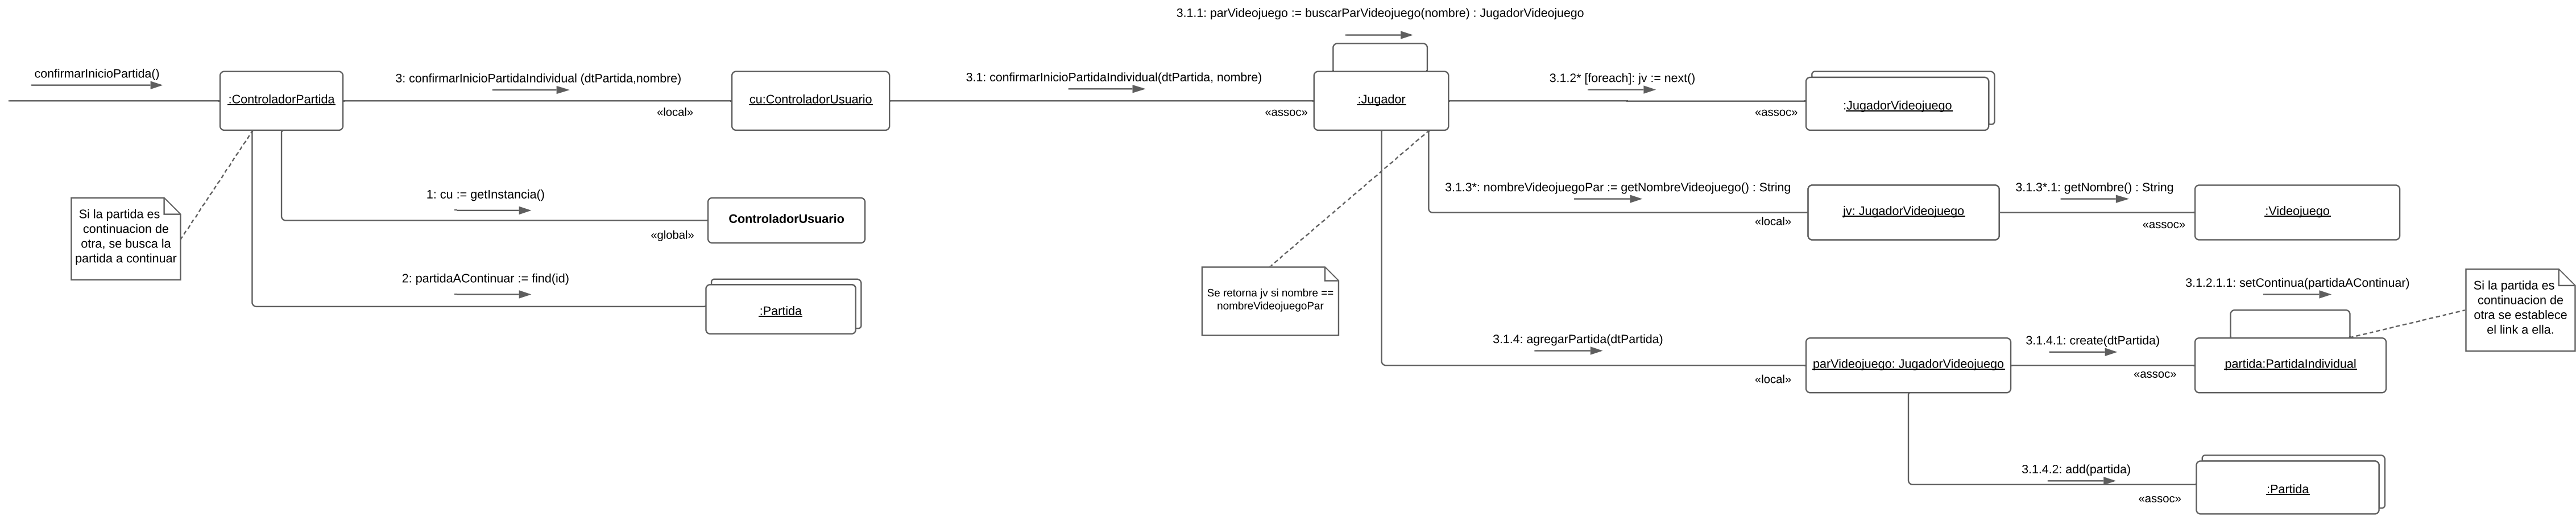 3.1.1: parVideojuego := buscarParVideojuego(nombre) : JugadorVideojuego
confirmarInicioPartida()
3: confirmarInicioPartidaIndividual (dtPartida,nombre)
3.1: confirmarInicioPartidaIndividual(dtPartida, nombre)
3.1.2* [foreach]: jv := next()
:ControladorPartida
cu:ControladorUsuario
:Jugador
:JugadorVideojuego
«local»
«assoc»
«assoc»
1: cu := getInstancia()
3.1.3*: nombreVideojuegoPar := getNombreVideojuego() : String
3.1.3*.1: getNombre() : String
Si la partida es
continuacion de
otra, se busca la
partida a continuar
ControladorUsuario
jv: JugadorVideojuego
:Videojuego
«global»
«local»
«assoc»
2: partidaAContinuar := find(id)
:Partida
Se retorna jv si nombre ==
nombreVideojuegoPar
3.1.2.1.1: setContinua(partidaAContinuar)
Si la partida es
continuacion de
otra se establece
el link a ella.
3.1.4: agregarPartida(dtPartida)
3.1.4.1: create(dtPartida)
parVideojuego: JugadorVideojuego
partida:PartidaIndividual
«local»
«assoc»
3.1.4.2: add(partida)
:Partida
«assoc»